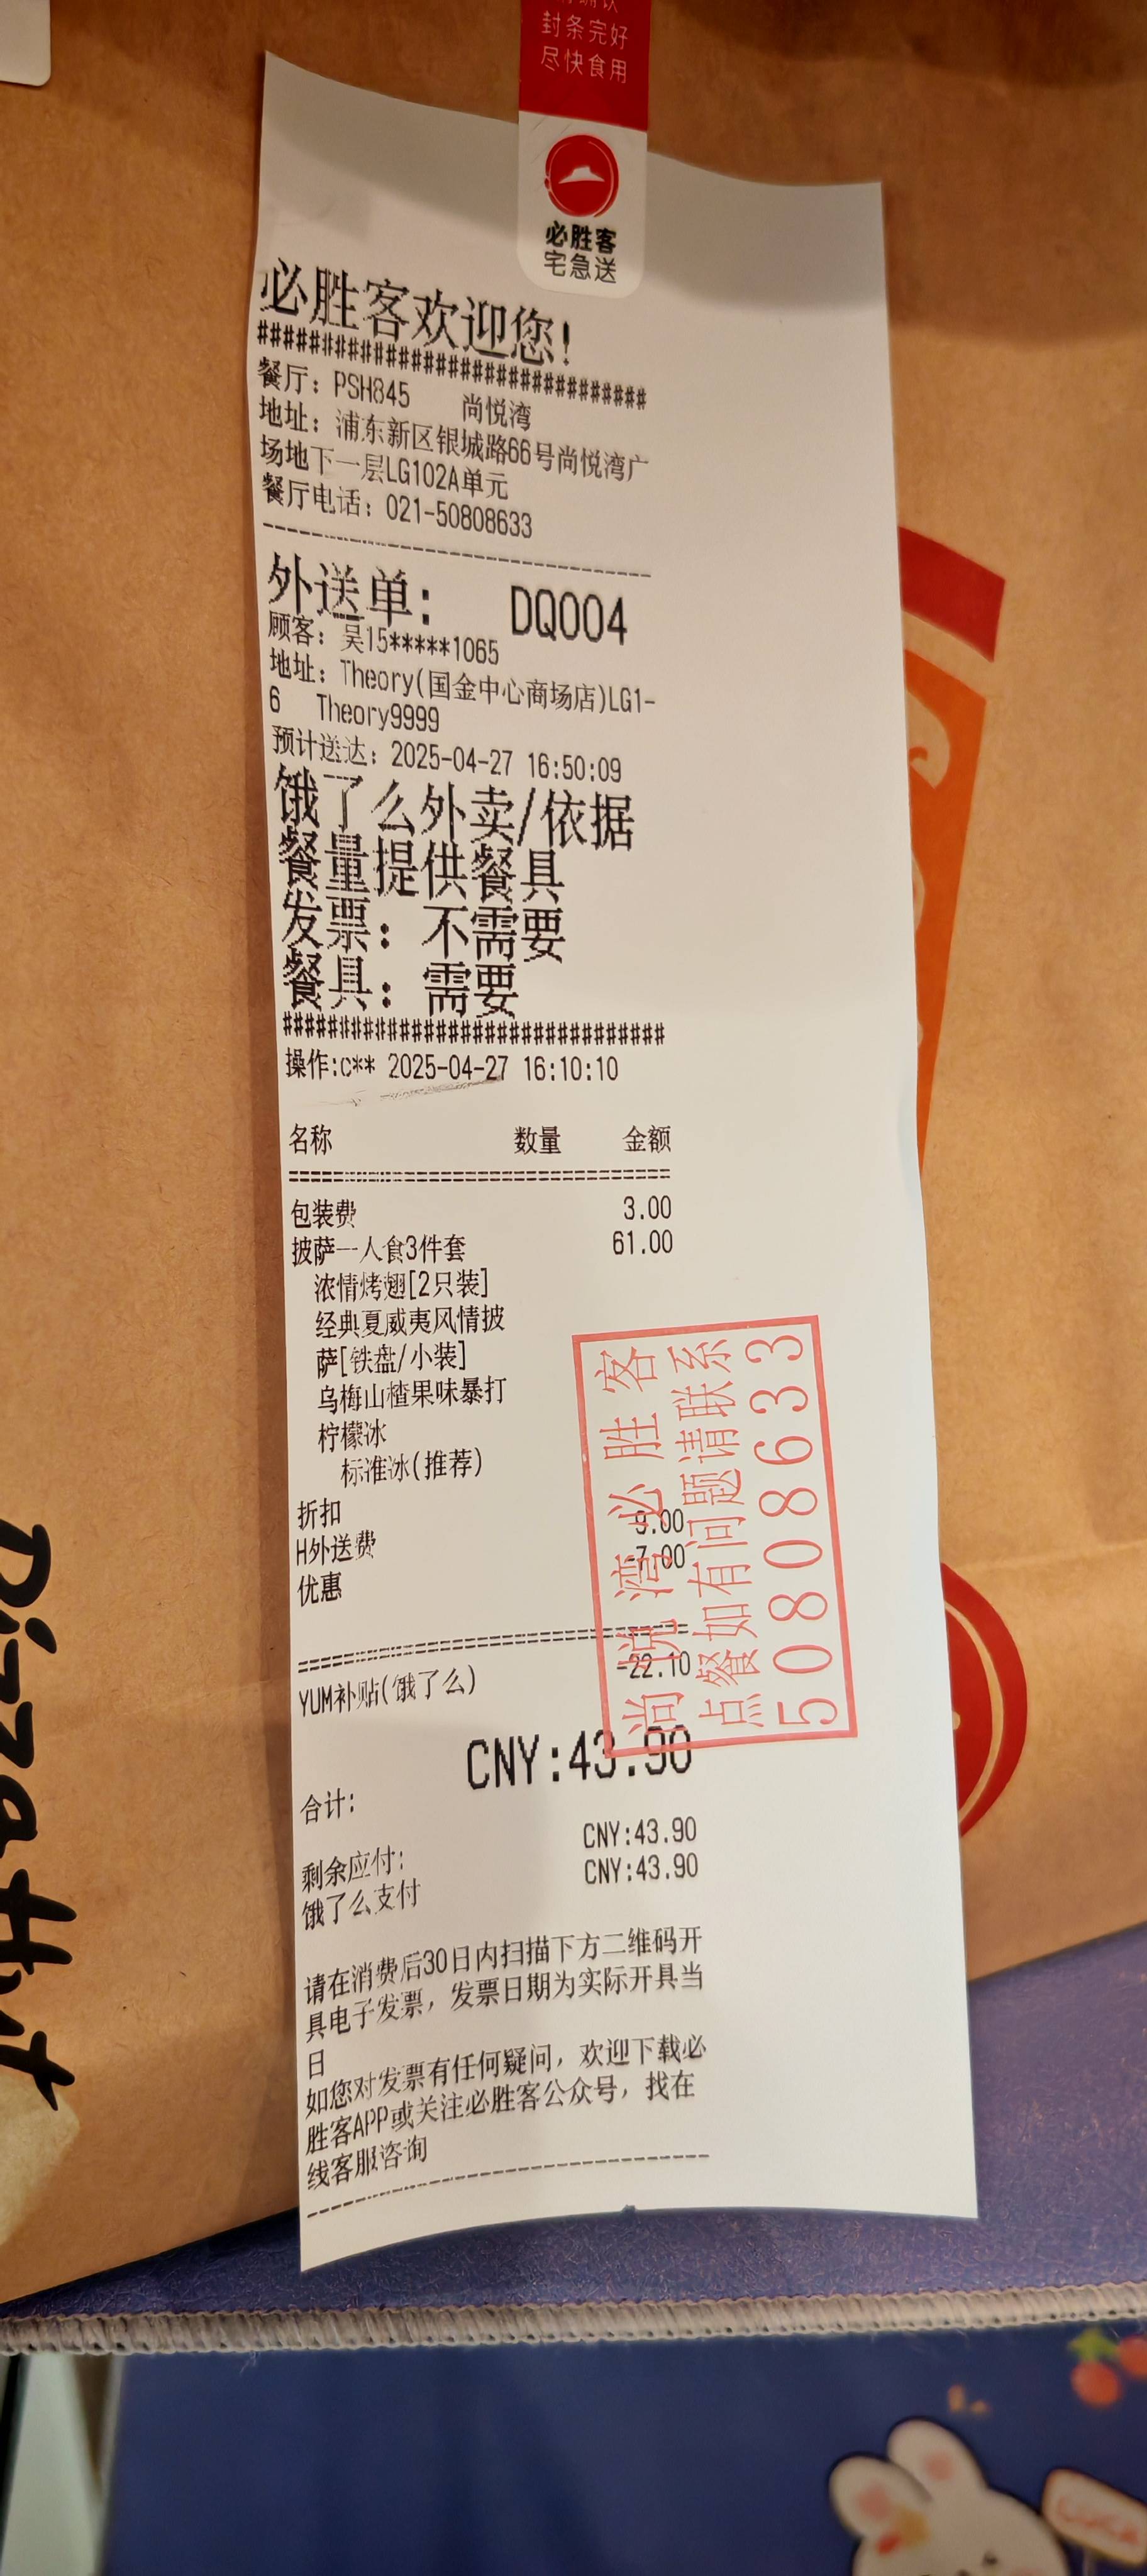 封条完好
尽快食用
必胜客
宅急送
必胜客欢迎您!
##############################
餐厅: PSH845 尚悦湾
地址: 浦东新区银城路66号尚悦湾广
场地下一层LG102A单元
餐厅电话: 021-50808633
外送单: DQ004
顾客: 吴15*****1065
地址: Theory(国金中心商场店)LG1-
6 Theory9999
预计送达: 2025-04-27 16:50:09
饿了么外卖/依据
餐量提供餐具
发票: 不需要
餐具: 需要
##############################
操作:c** 2025-04-27 16:10:10
名称 数量 金额
包装费 3.00
披萨一人食3件套 61.00
浓情烤翅[2只装]
经典夏威夷风情披
萨[铁盘/小装]
乌梅山楂果味暴打
柠檬冰
标准冰(推荐)
折扣
H外送费 9.00
优惠 -7.00
YUM补贴(饿了么) -22.10
合计: CNY:43.90
剩余应付: CNY:43.90
饿了么支付 CNY:43.90
请在消费后30日内扫描下方二维码开
具电子发票, 发票日期为实际开具当
日
如您对发票有任何疑问, 欢迎下载必
胜客APP或关注必胜客公众号, 找在
线客服咨询
尚悦湾必胜客
点餐如有问题请联系
50808633
Pizza Hut